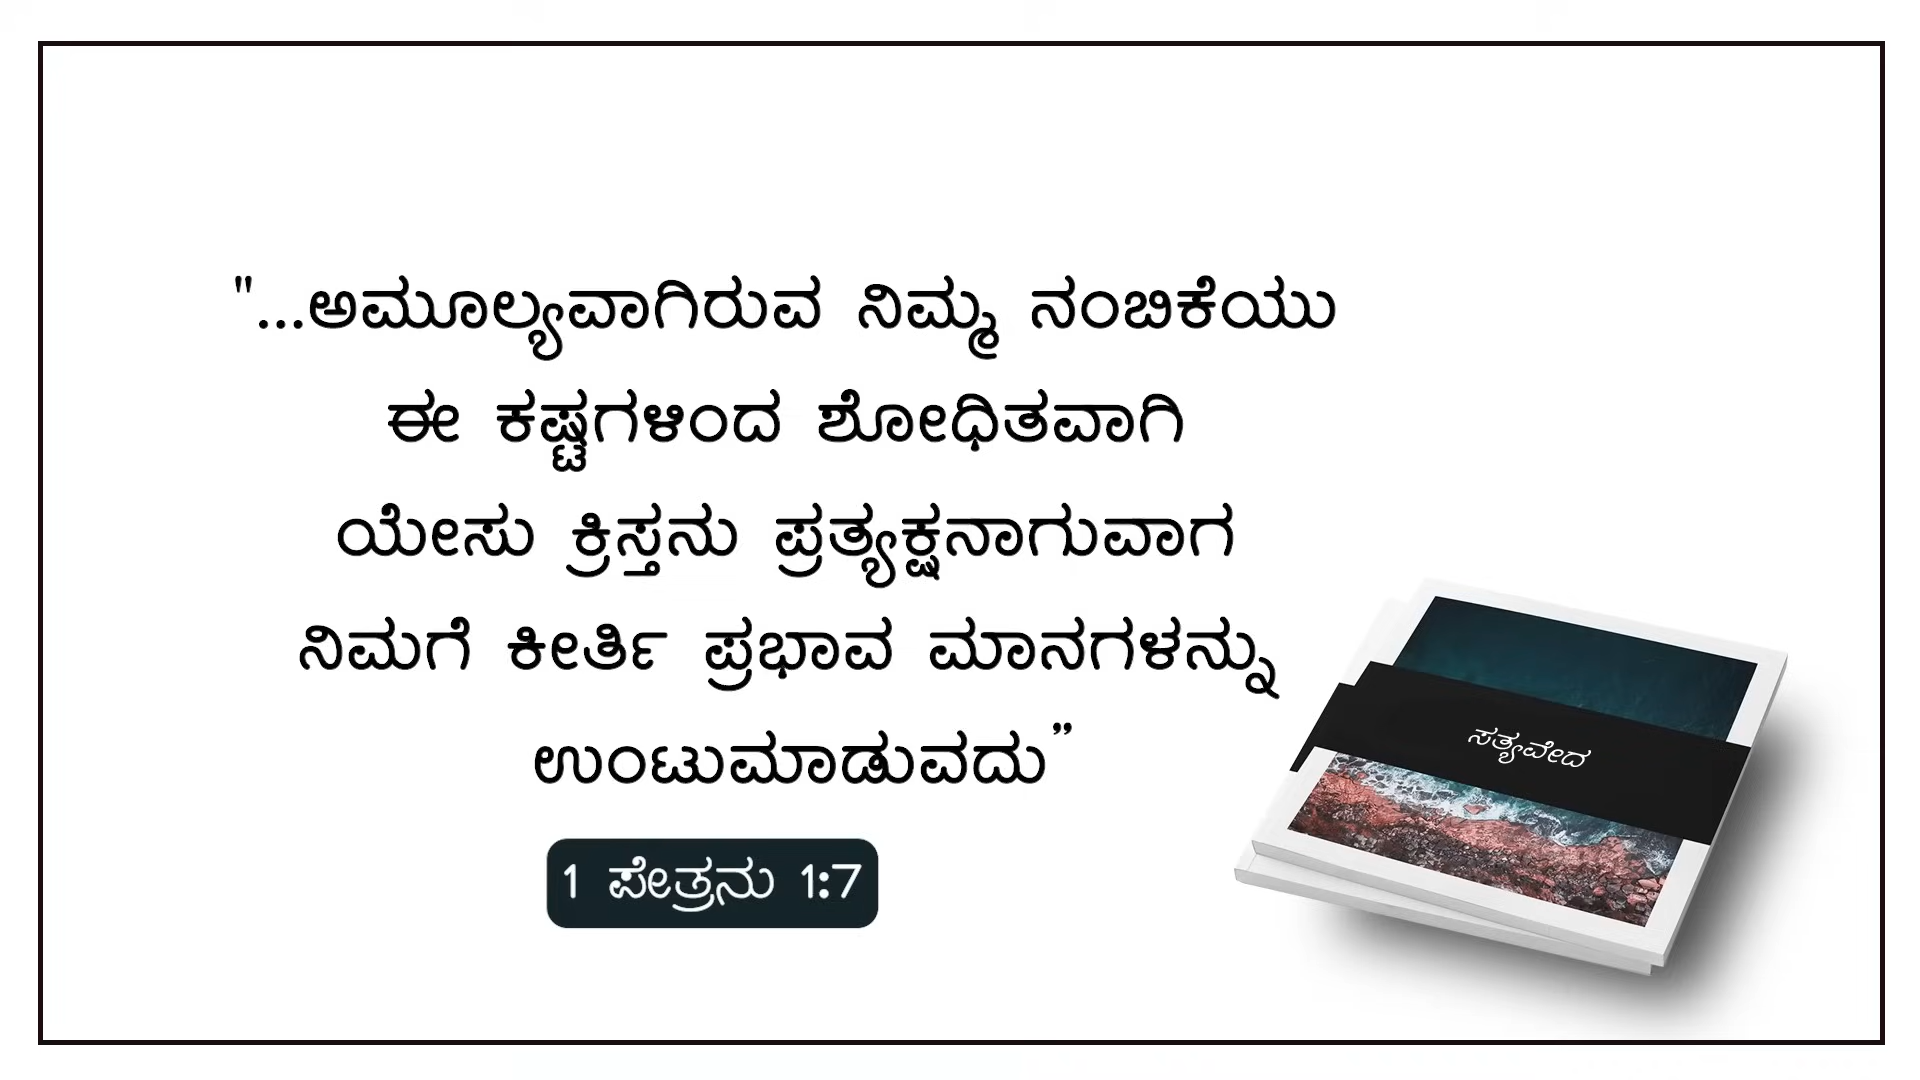 "...ಅಮೂಲ್ಯವಾಗಿರುವ ನಿಮ್ಮ ನಂಬಿಕೆಯು
ಈ ಕಷ್ಟಗಳಿಂದ ಶೋಧಿತವಾಗಿ
ಯೇಸು ಕ್ರಿಸ್ತನು ಪ್ರತ್ಯಕ್ಷನಾಗುವಾಗ
ನಿಮಗೆ ಕೀರ್ತಿ ಪ್ರಭಾವ ಮಾನಗಳನ್ನು
ಉಂಟುಮಾಡುವದು”
1 ಪೇತ್ರನು 1:7
ಸತ್ಯವೇದ